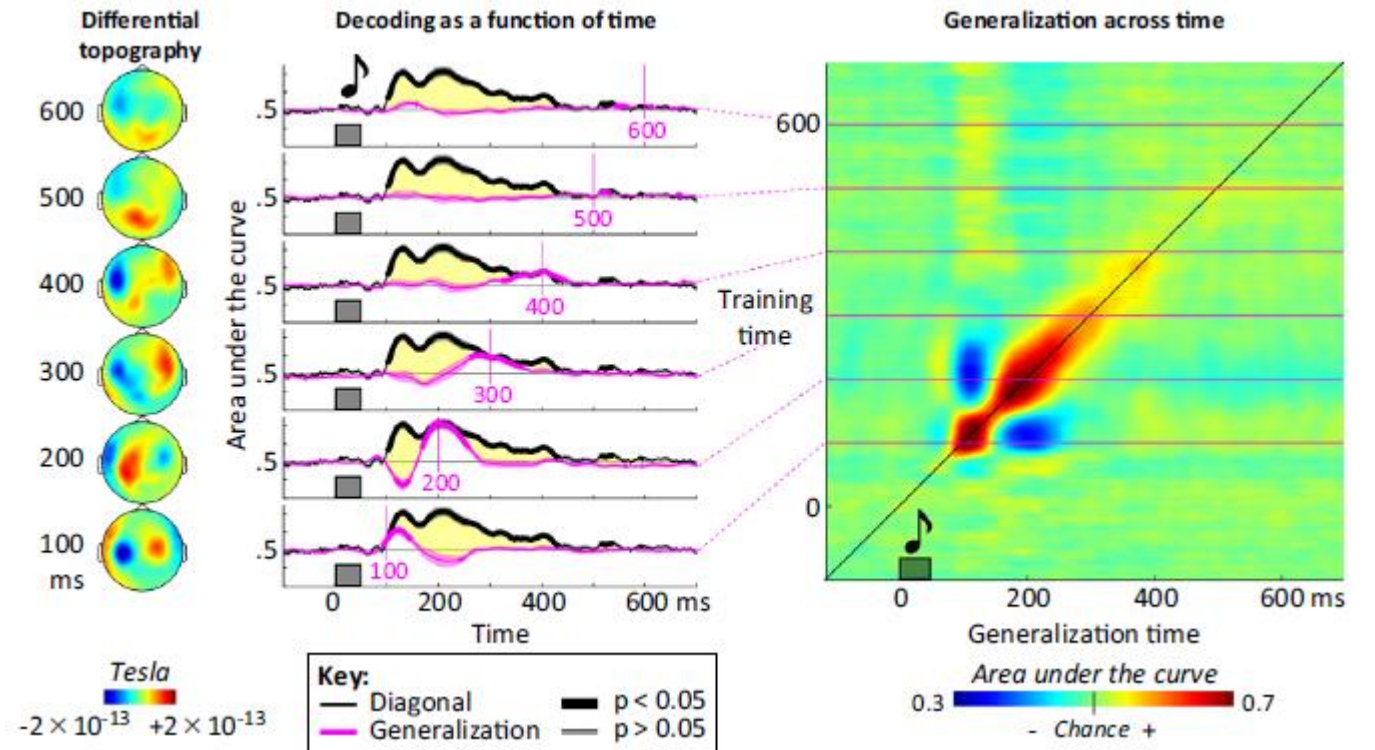 Differential
topography
600
500
400
300
200
100
ms
Tesla
-2 × 10⁻¹³ +2 × 10⁻¹³
Decoding as a function of time
Area under the curve
.5
600
.5
500
.5
400
.5
300
.5
200
.5
100
0 200 400 600 ms
Time
Key:
Diagonal
Generalization
p < 0.05
p > 0.05
Generalization across time
Training
time
600
0
0 200 400 600 ms
Generalization time
Area under the curve
0.3 0.7
- Chance +